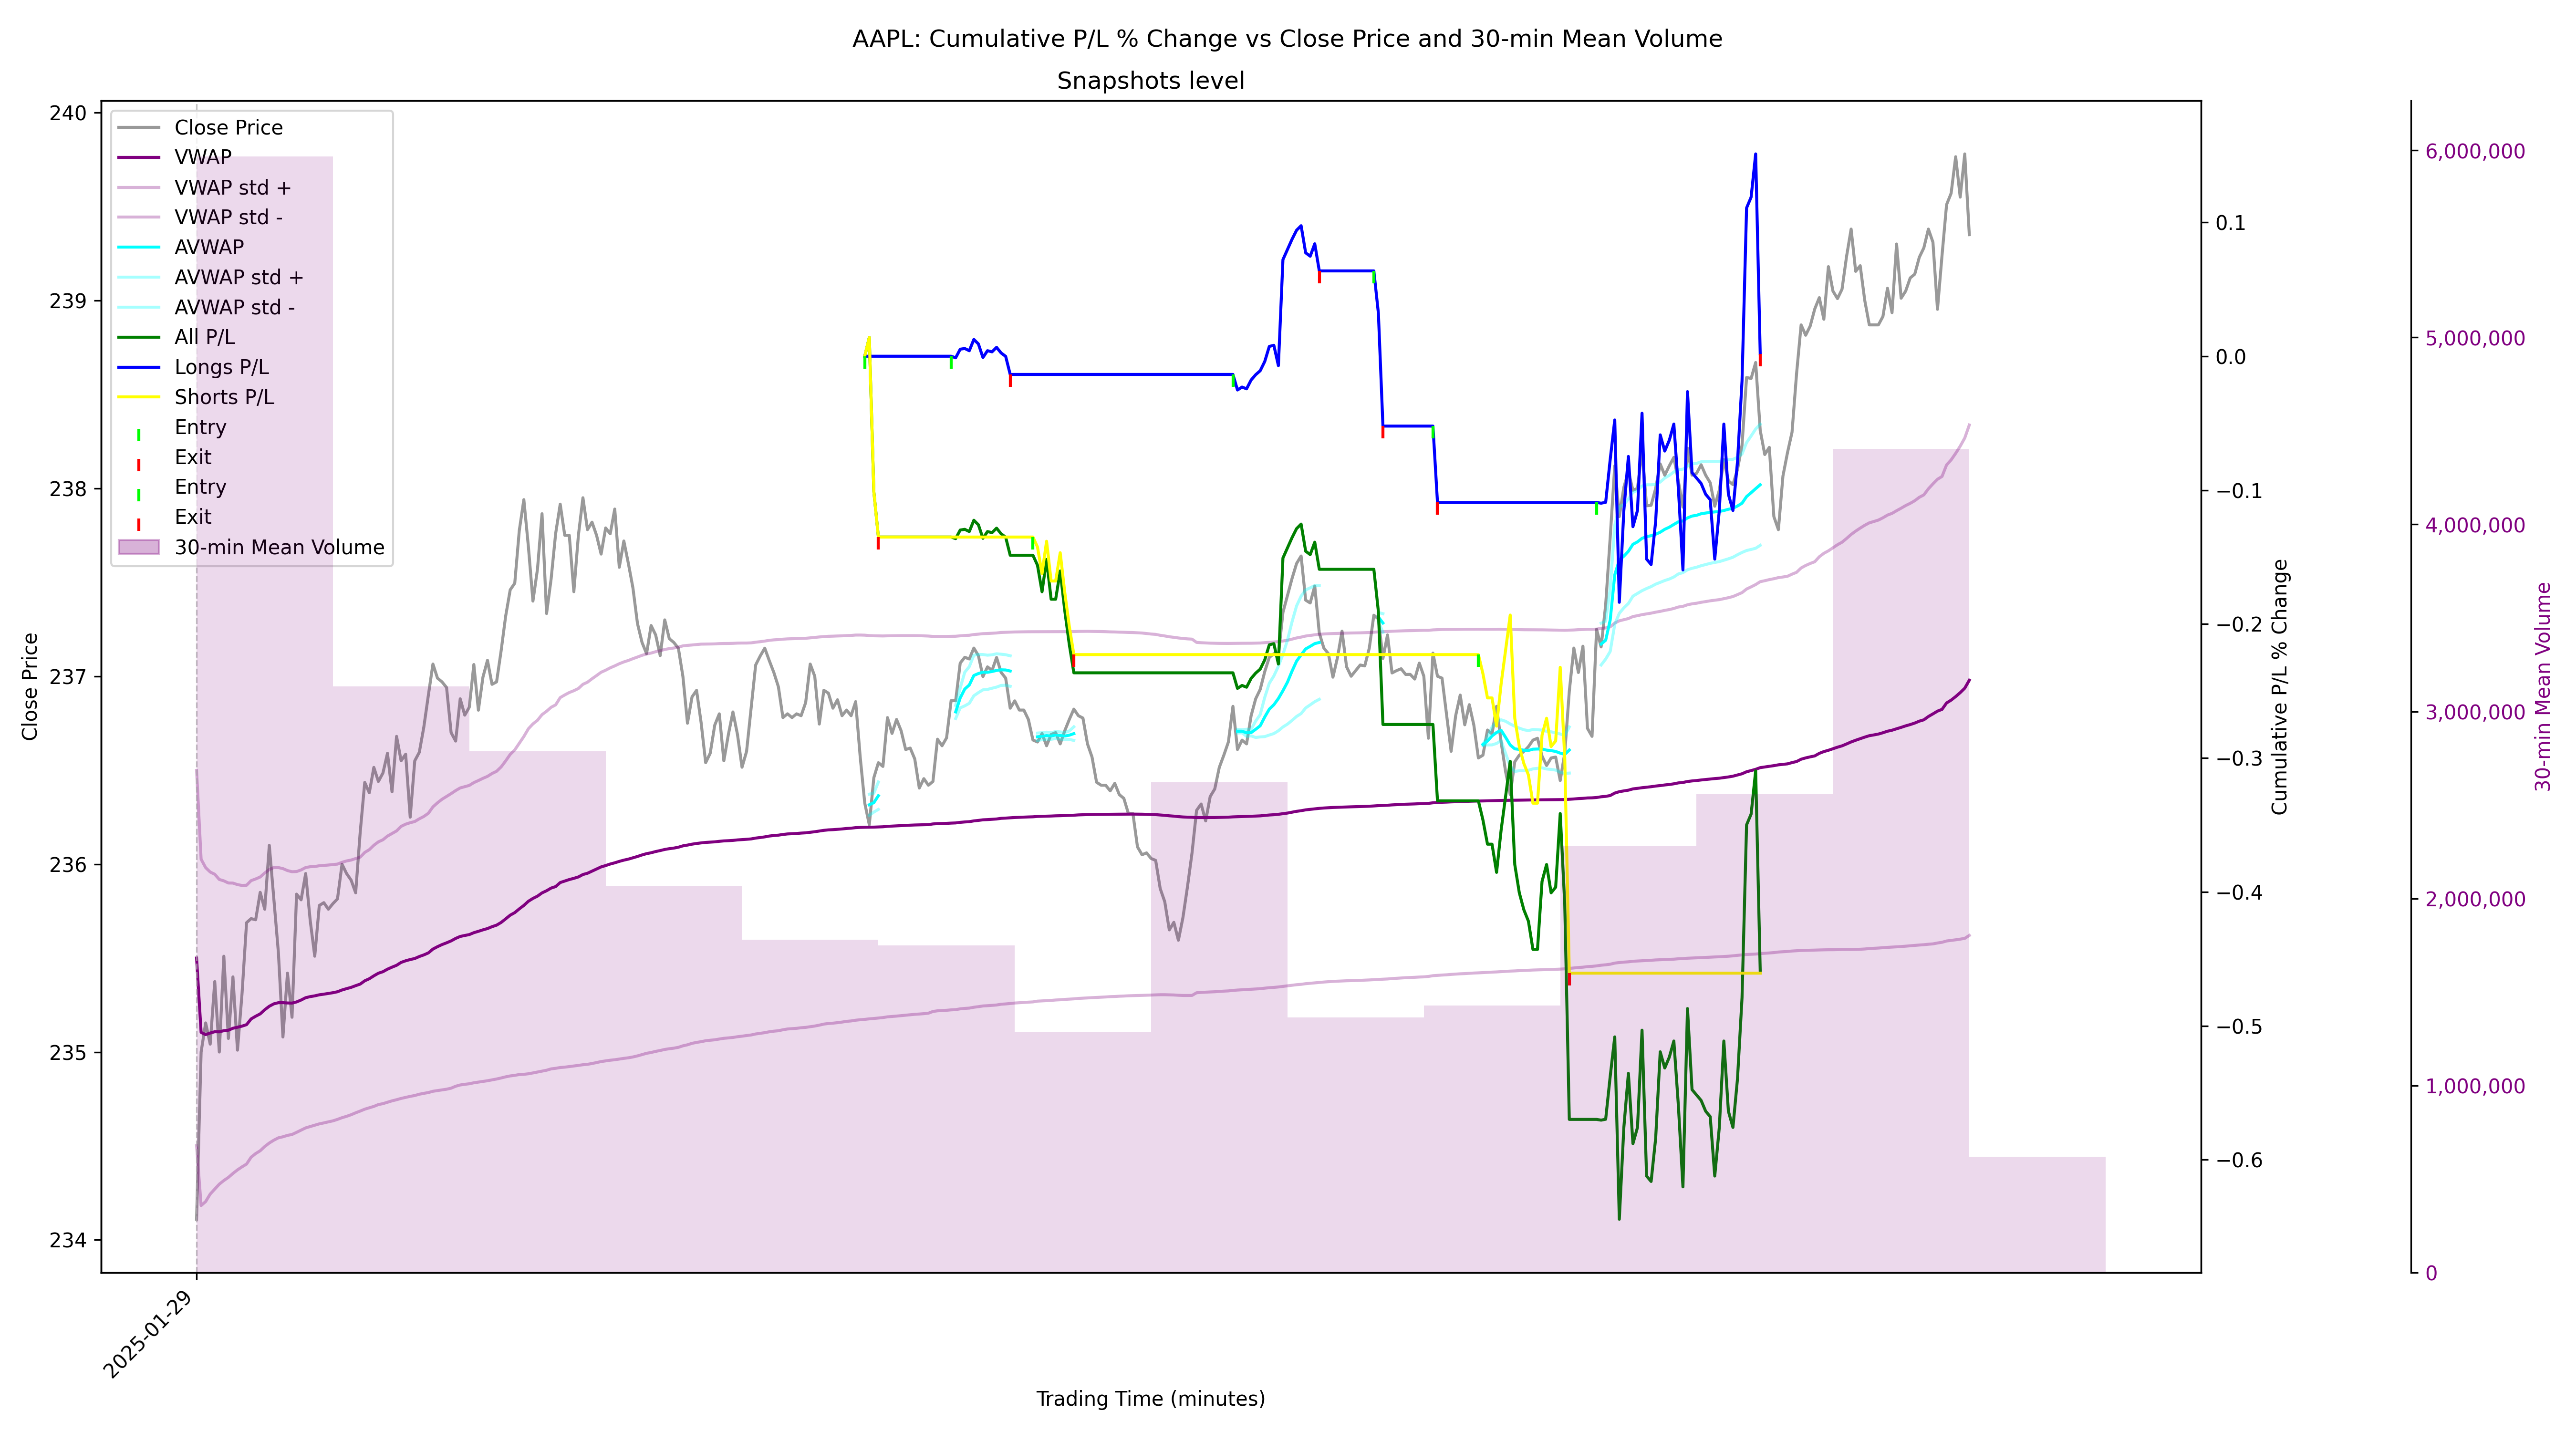 AAPL: Cumulative P/L % Change vs Close Price and 30-min Mean Volume
Snapshots level
Close Price
240
239
238
237
236
235
234
Close Price
VWAP
VWAP std +
VWAP std -
AVWAP
AVWAP std +
AVWAP std -
All P/L
Longs P/L
Shorts P/L
Entry
Exit
Entry
Exit
30-min Mean Volume
0.1
0.0
−0.1
−0.2
−0.3
−0.4
−0.5
−0.6
Cumulative P/L % Change
6,000,000
5,000,000
4,000,000
3,000,000
2,000,000
1,000,000
0
30-min Mean Volume
2025-01-29
Trading Time (minutes)